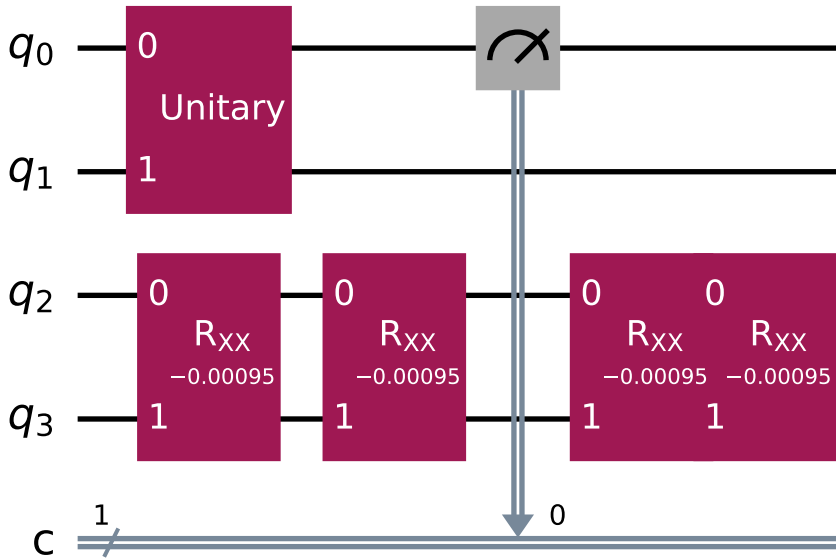 q0 0
Unitary
q1 1
q2 0 0 0 0
RXX RXX RXX RXX
−0.00095 −0.00095 −0.00095 −0.00095
q3 1 1 1 1
1 0
c